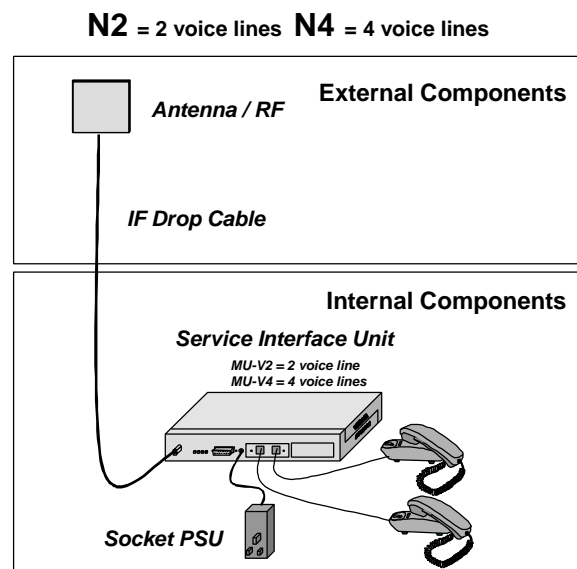 N2 = 2 voice lines N4 = 4 voice lines
External Components
Antenna / RF
IF Drop Cable
Internal Components
Service Interface Unit
MU-V2 = 2 voice line
MU-V4 = 4 voice lines
Socket PSU